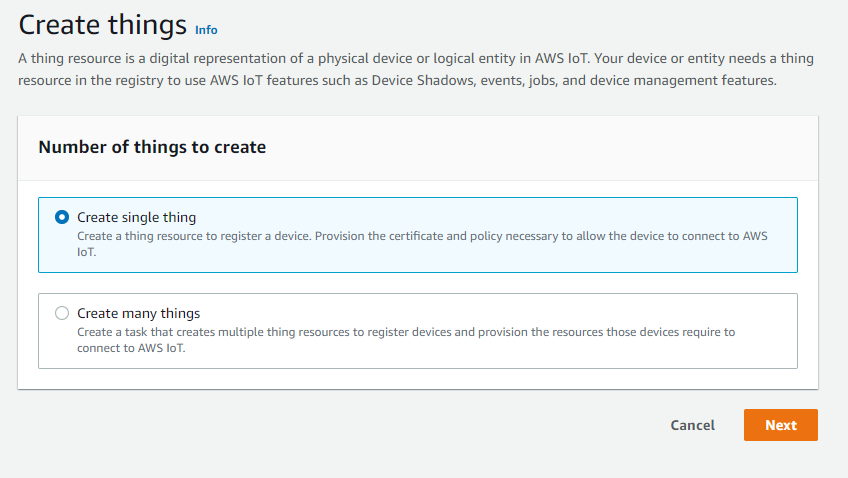 Create things Info
A thing resource is a digital representation of a physical device or logical entity in AWS IoT. Your device or entity needs a thing
resource in the registry to use AWS IoT features such as Device Shadows, events, jobs, and device management features.
Number of things to create
Create single thing
Create a thing resource to register a device. Provision the certificate and policy necessary to allow the device to connect to AWS
IoT.
Create many things
Create a task that creates multiple thing resources to register devices and provision the resources those devices require to
connect to AWS IoT.
Cancel Next